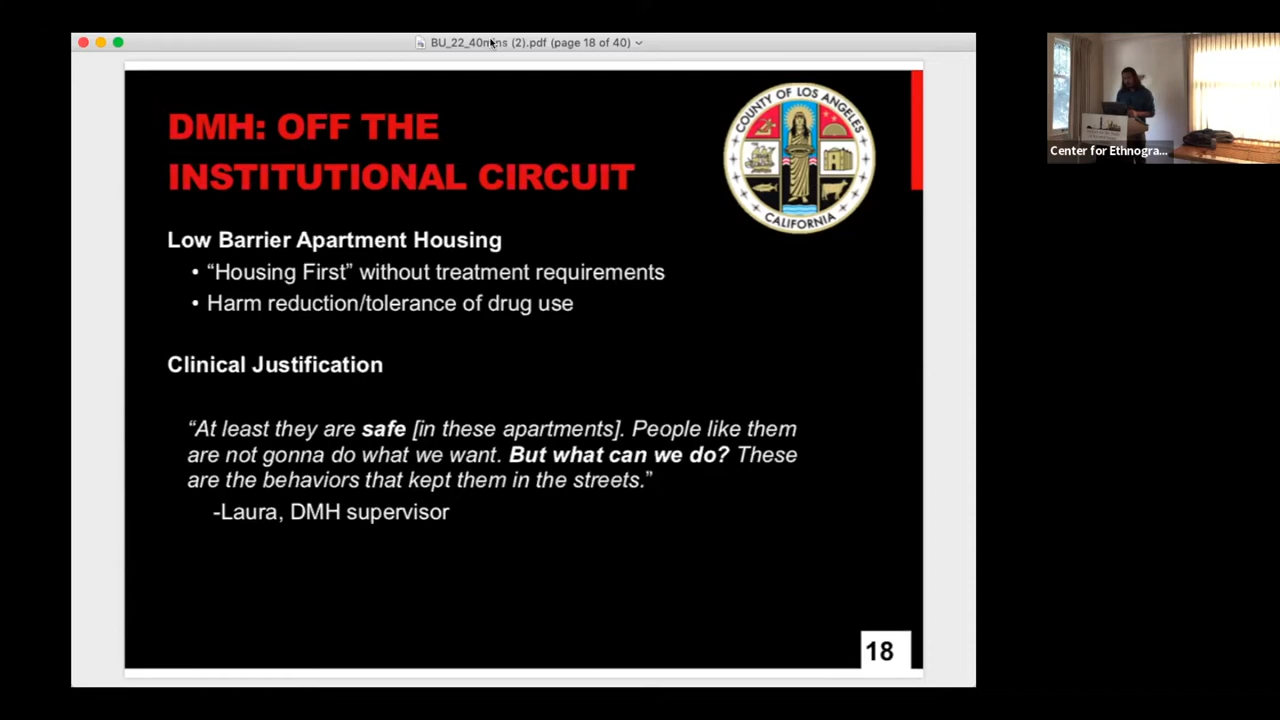 BU_22_40mins (2).pdf (page 18 of 40)
DMH: OFF THE
INSTITUTIONAL CIRCUIT
COUNTY OF LOS ANGELES
CALIFORNIA
Low Barrier Apartment Housing
• “Housing First” without treatment requirements
• Harm reduction/tolerance of drug use
Clinical Justification
“At least they are safe [in these apartments]. People like them
are not gonna do what we want. But what can we do? These
are the behaviors that kept them in the streets.”
-Laura, DMH supervisor
18
Center for Ethnogra...